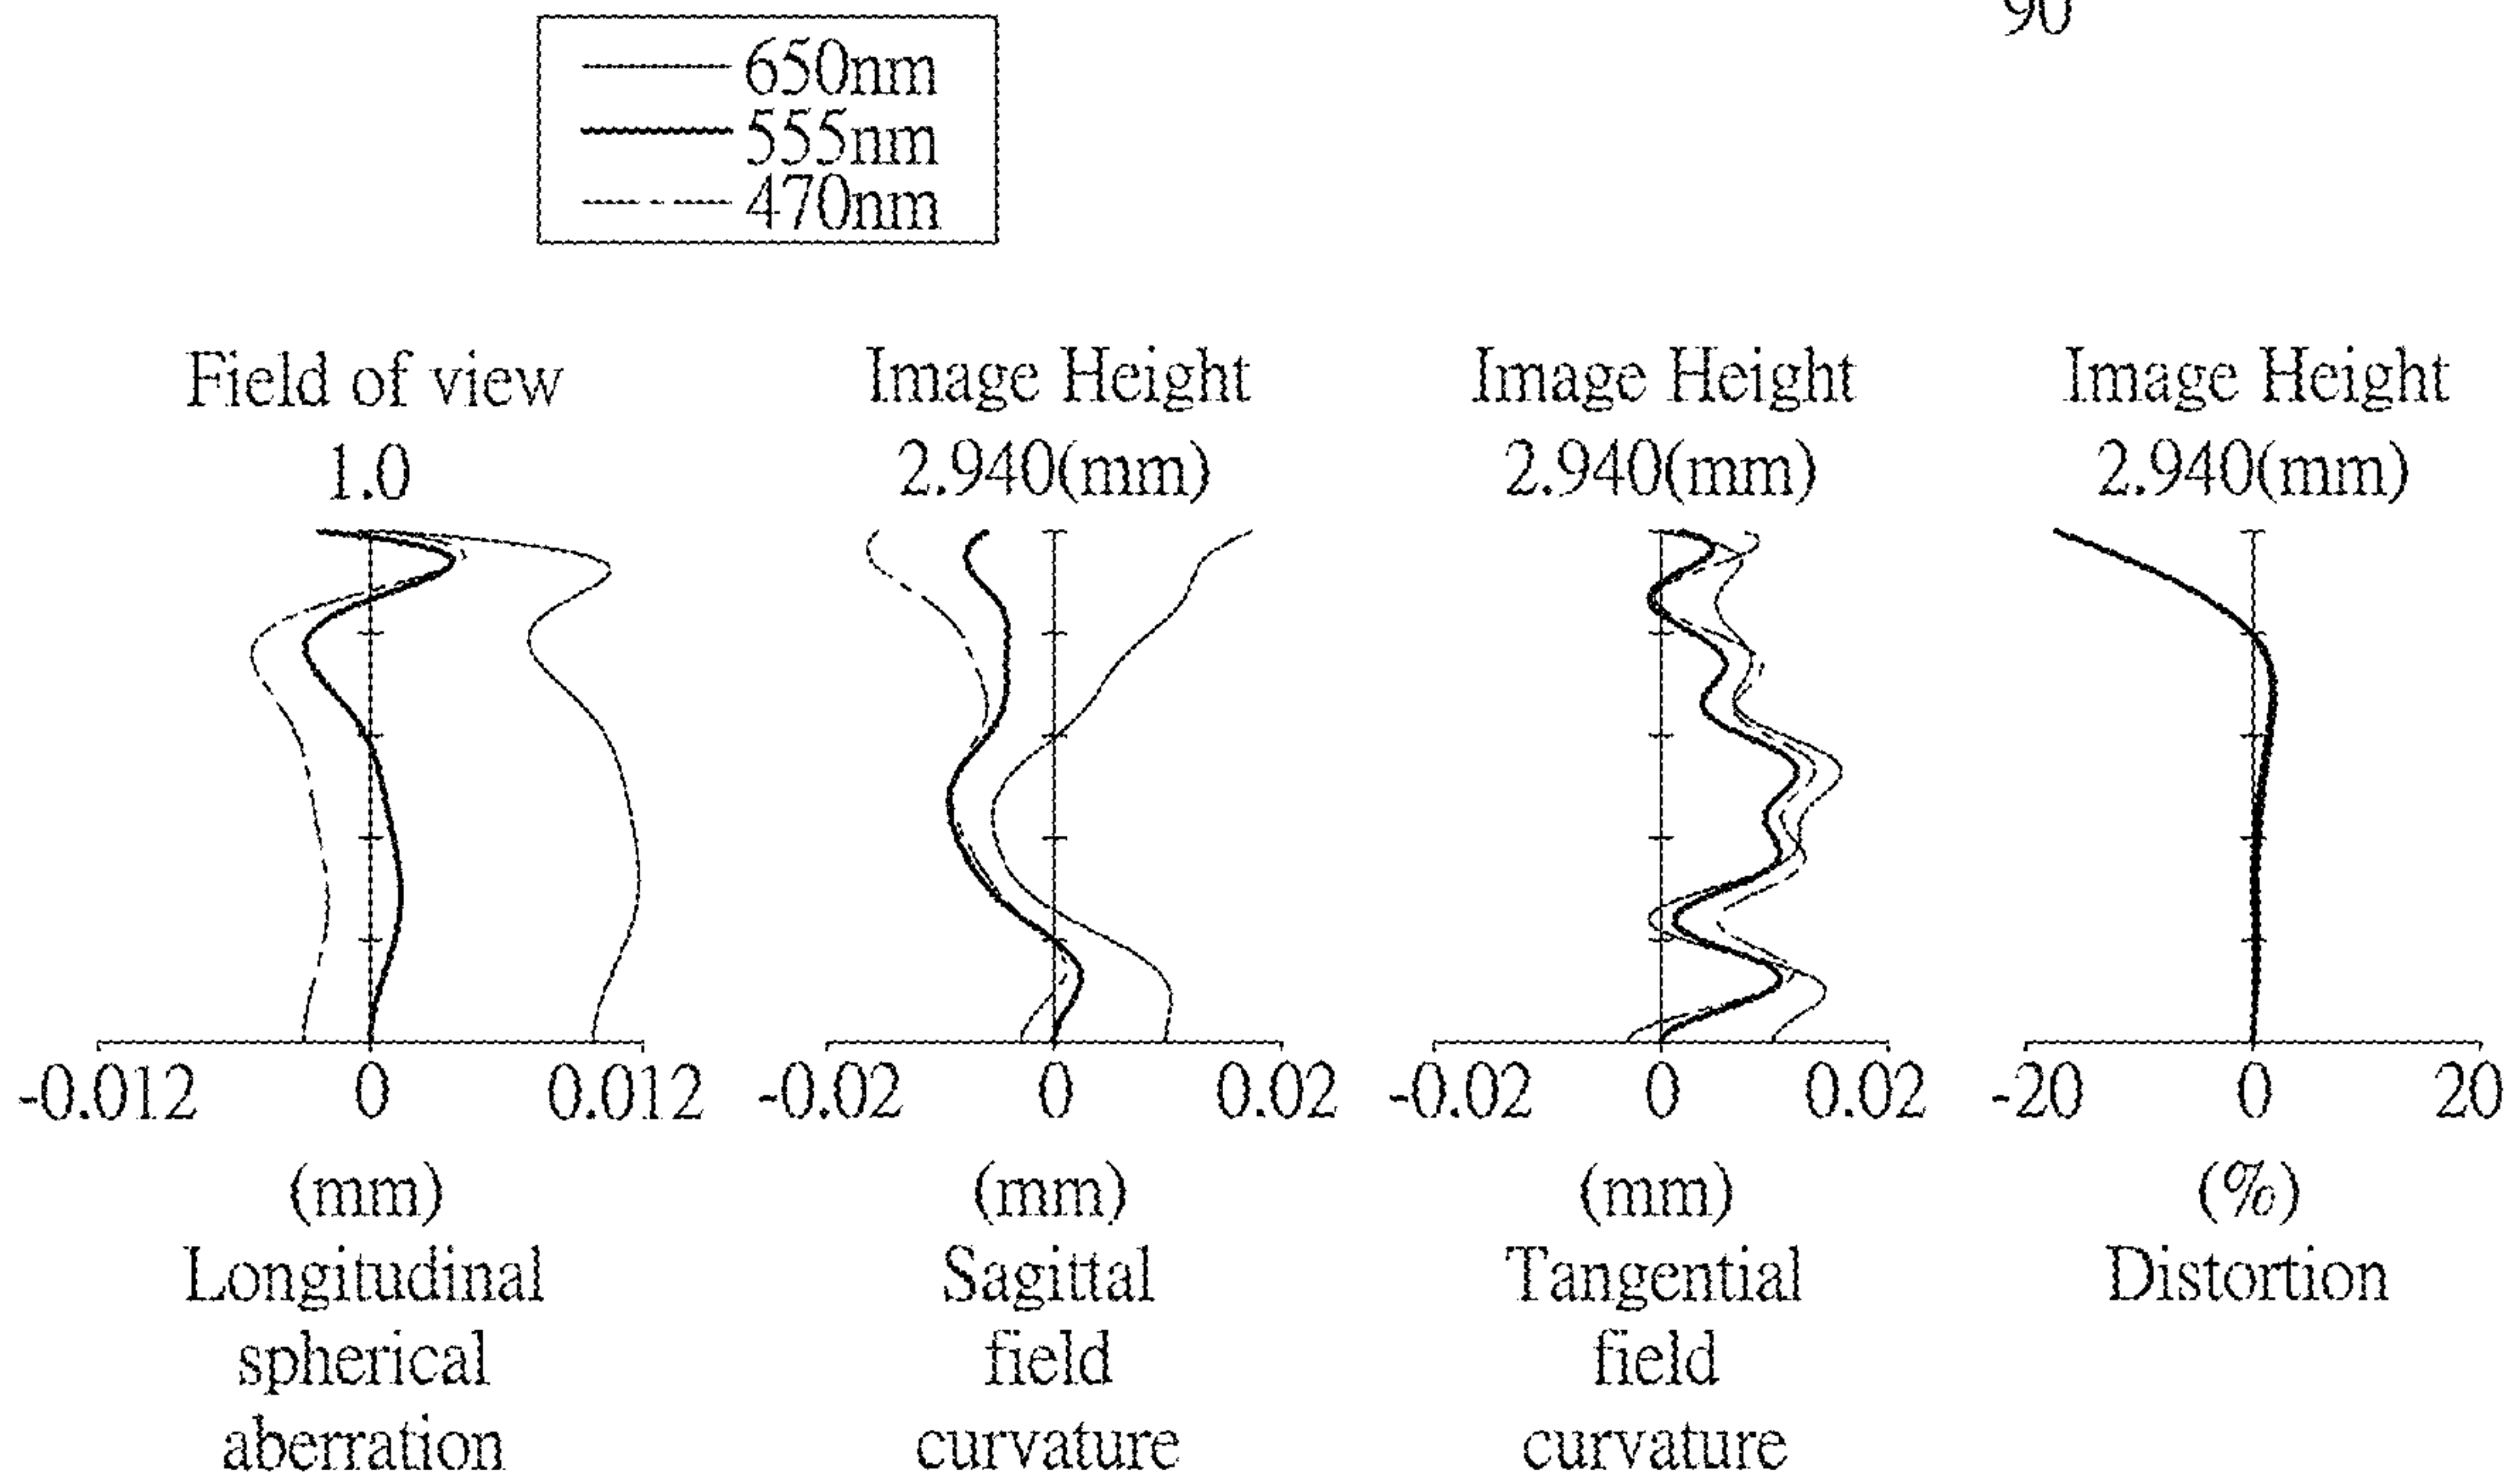 90
650nm
555nm
470nm
Field of view
1.0
Image Height
2.940(mm)
Image Height
2.940(mm)
Image Height
2.940(mm)
-0.012 0 0.012
(mm)
Longitudinal
spherical
aberration
-0.02 0 0.02
(mm)
Sagittal
field
curvature
-0.02 0 0.02
(mm)
Tangential
field
curvature
-20 0 20
(%)
Distortion